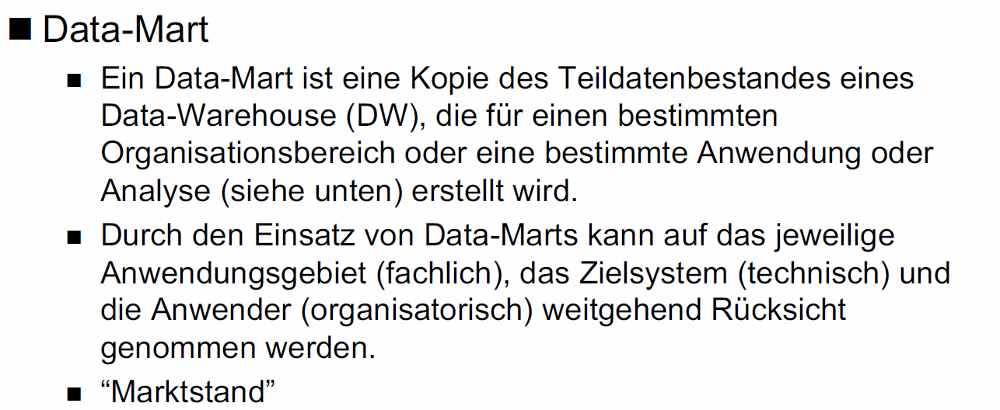 ■ Data-Mart
■ Ein Data-Mart ist eine Kopie des Teildatenbestandes eines
Data-Warehouse (DW), die für einen bestimmten
Organisationsbereich oder eine bestimmte Anwendung oder
Analyse (siehe unten) erstellt wird.
■ Durch den Einsatz von Data-Marts kann auf das jeweilige
Anwendungsgebiet (fachlich), das Zielsystem (technisch) und
die Anwender (organisatorisch) weitgehend Rücksicht
genommen werden.
■ “Marktstand”